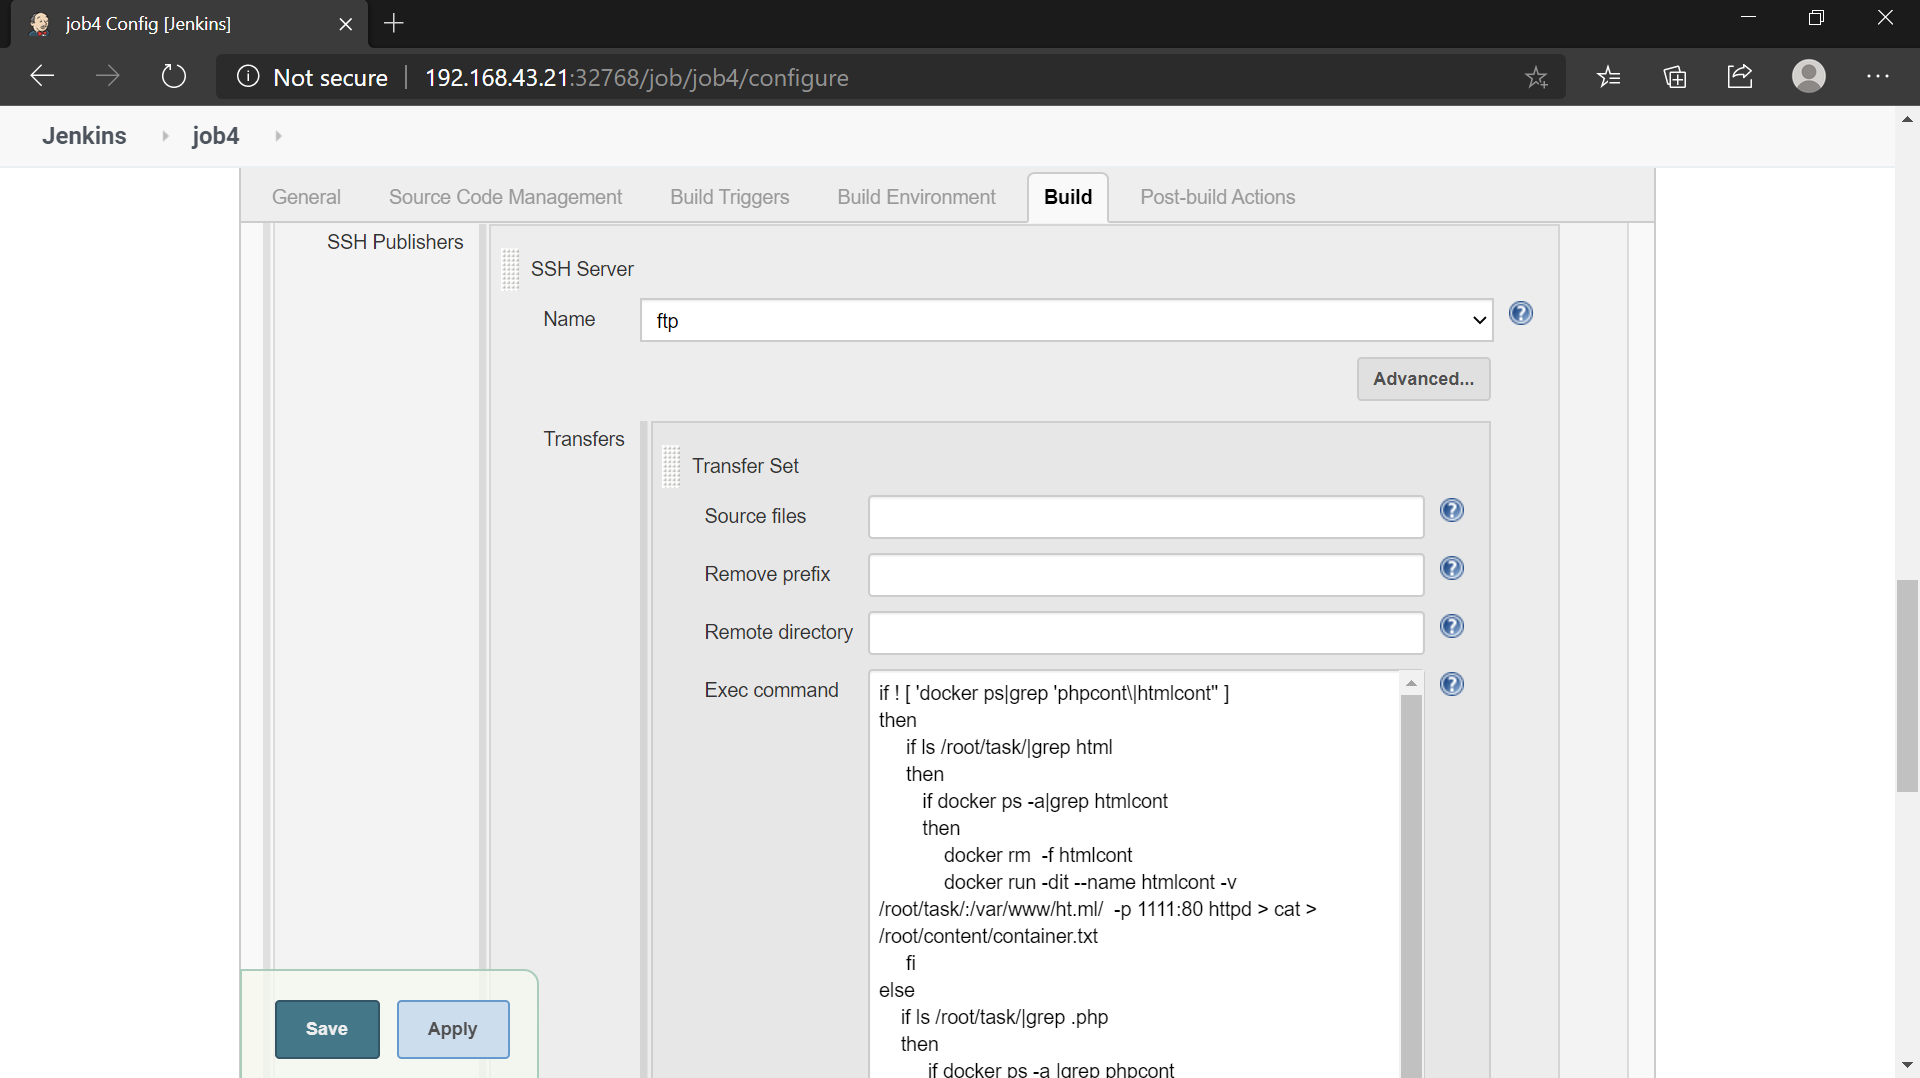 job4 Config [Jenkins]
Not secure 192.168.43.21:32768/job/job4/configure
Jenkins job4
General Source Code Management Build Triggers Build Environment Build Post-build Actions
SSH Publishers
SSH Server
Name ftp
Advanced...
Transfers
Transfer Set
Source files
Remove prefix
Remote directory
Exec command
if ! [ 'docker ps|grep 'phpcont\|htmlcont'' ]
then
if ls /root/task/|grep html
then
if docker ps -a|grep htmlcont
then
docker rm -f htmlcont
docker run -dit --name htmlcont -v
/root/task/:/var/www/ht.ml/ -p 1111:80 httpd > cat >
/root/content/container.txt
fi
else
if ls /root/task/|grep .php
then
if docker ps -a |grep phpcont
Save Apply